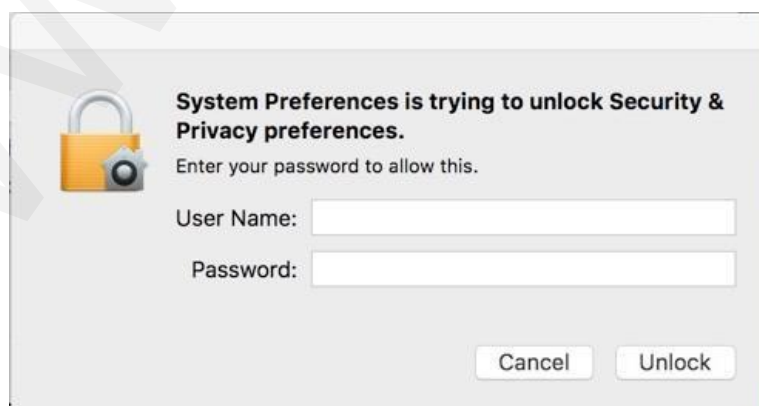 System Preferences is trying to unlock Security &
Privacy preferences.
Enter your password to allow this.
User Name:
Password:
Cancel Unlock